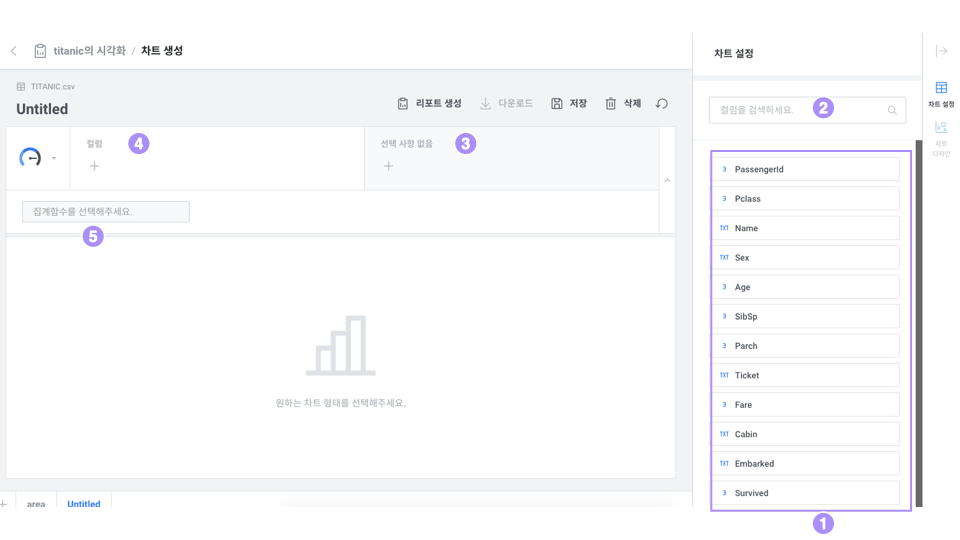 titanic의 시각화 / 차트 생성
TITANIC.csv
Untitled
리포트 생성
다운로드
저장
삭제
컬럼
4
선택 사항 없음
3
집계함수를 선택해주세요.
5
원하는 차트 형태를 선택해주세요.
area
Untitled
차트 설정
컬럼을 검색하세요.
2
3 PassengerId
3 Pclass
TXT Name
TXT Sex
3 Age
3 SibSp
3 Parch
TXT Ticket
3 Fare
TXT Cabin
TXT Embarked
3 Survived
1
차트 설정
차트
디자인